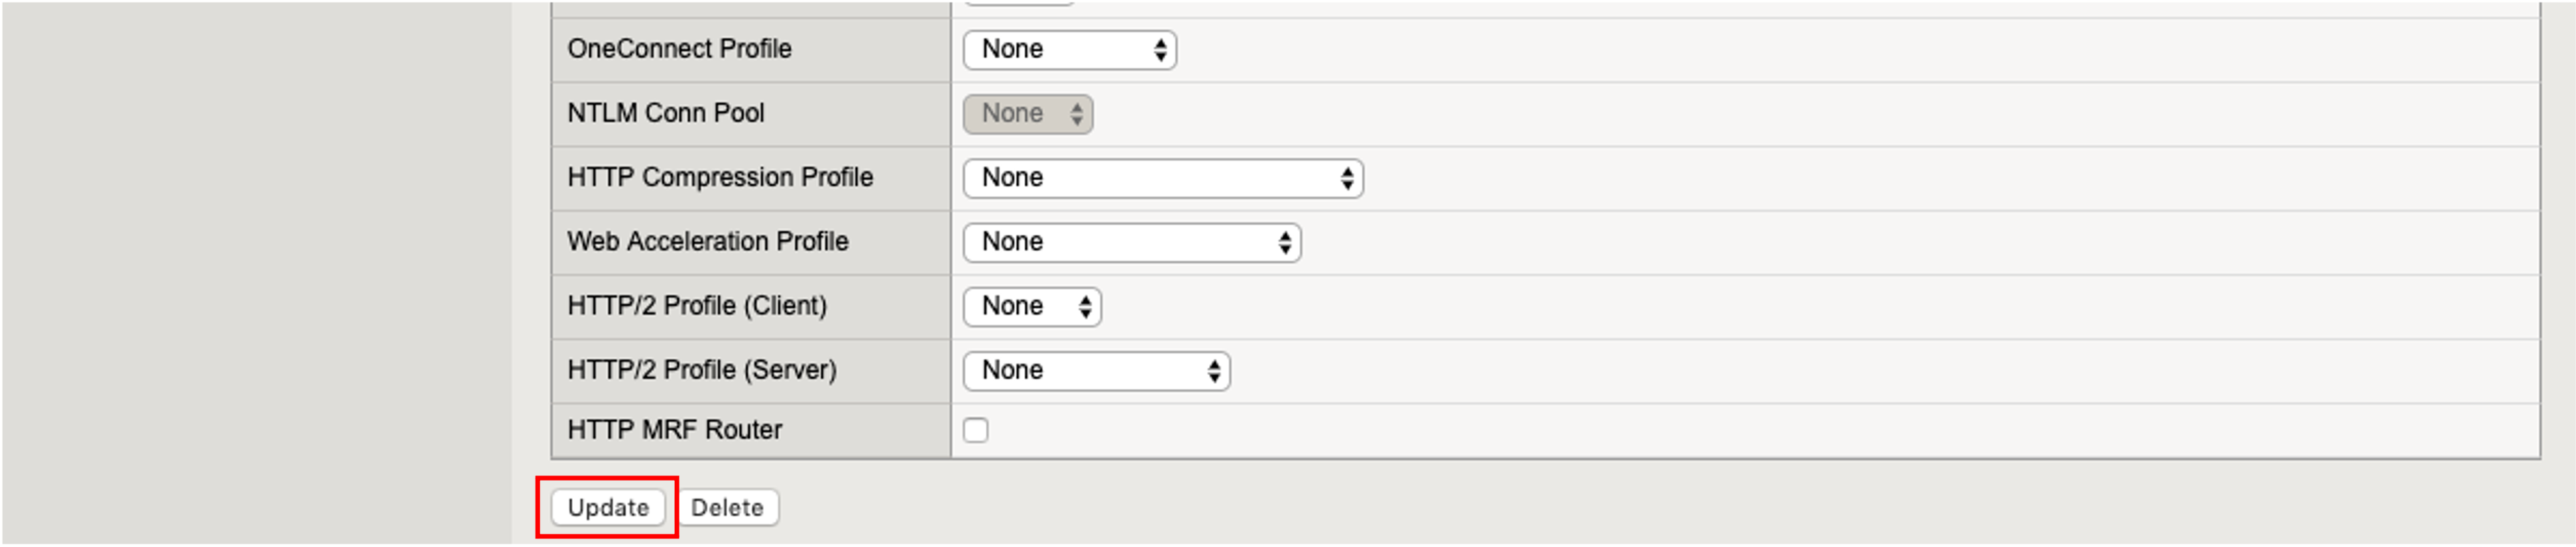 OneConnect Profile None
NTLM Conn Pool None
HTTP Compression Profile None
Web Acceleration Profile None
HTTP/2 Profile (Client) None
HTTP/2 Profile (Server) None
HTTP MRF Router
Update Delete